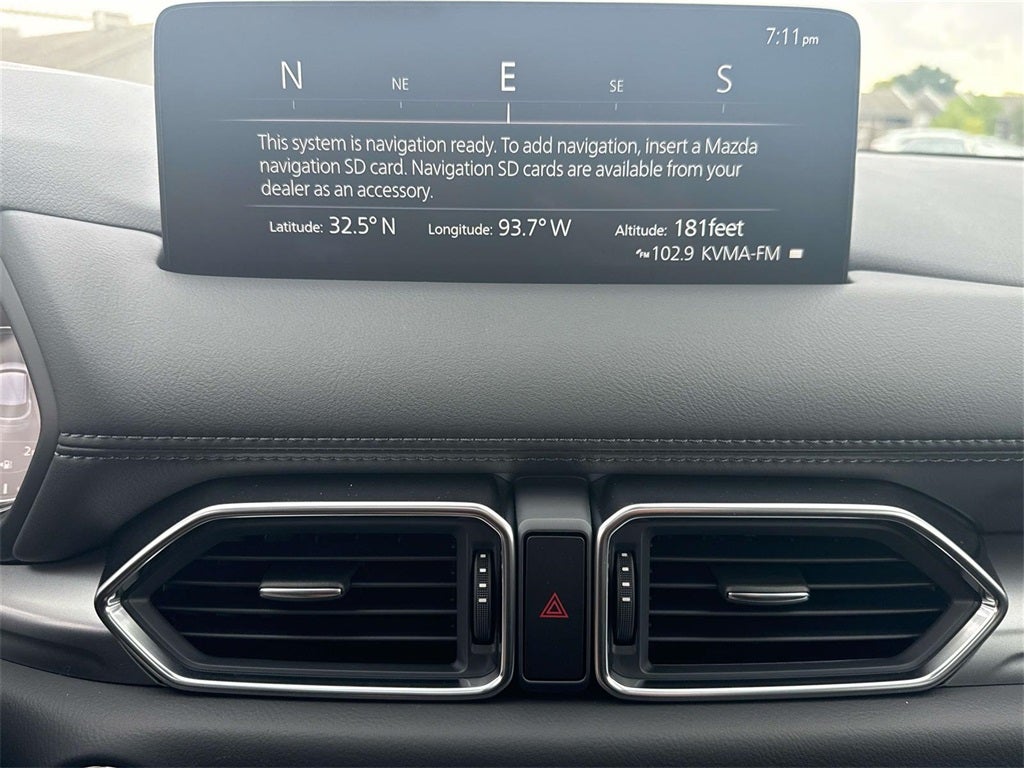 7:11pm
N NE E SE S
This system is navigation ready. To add navigation, insert a Mazda
navigation SD card. Navigation SD cards are available from your
dealer as an accessory.
Latitude: 32.5° N Longitude: 93.7° W Altitude: 181feet
FM 102.9 KVMA-FM